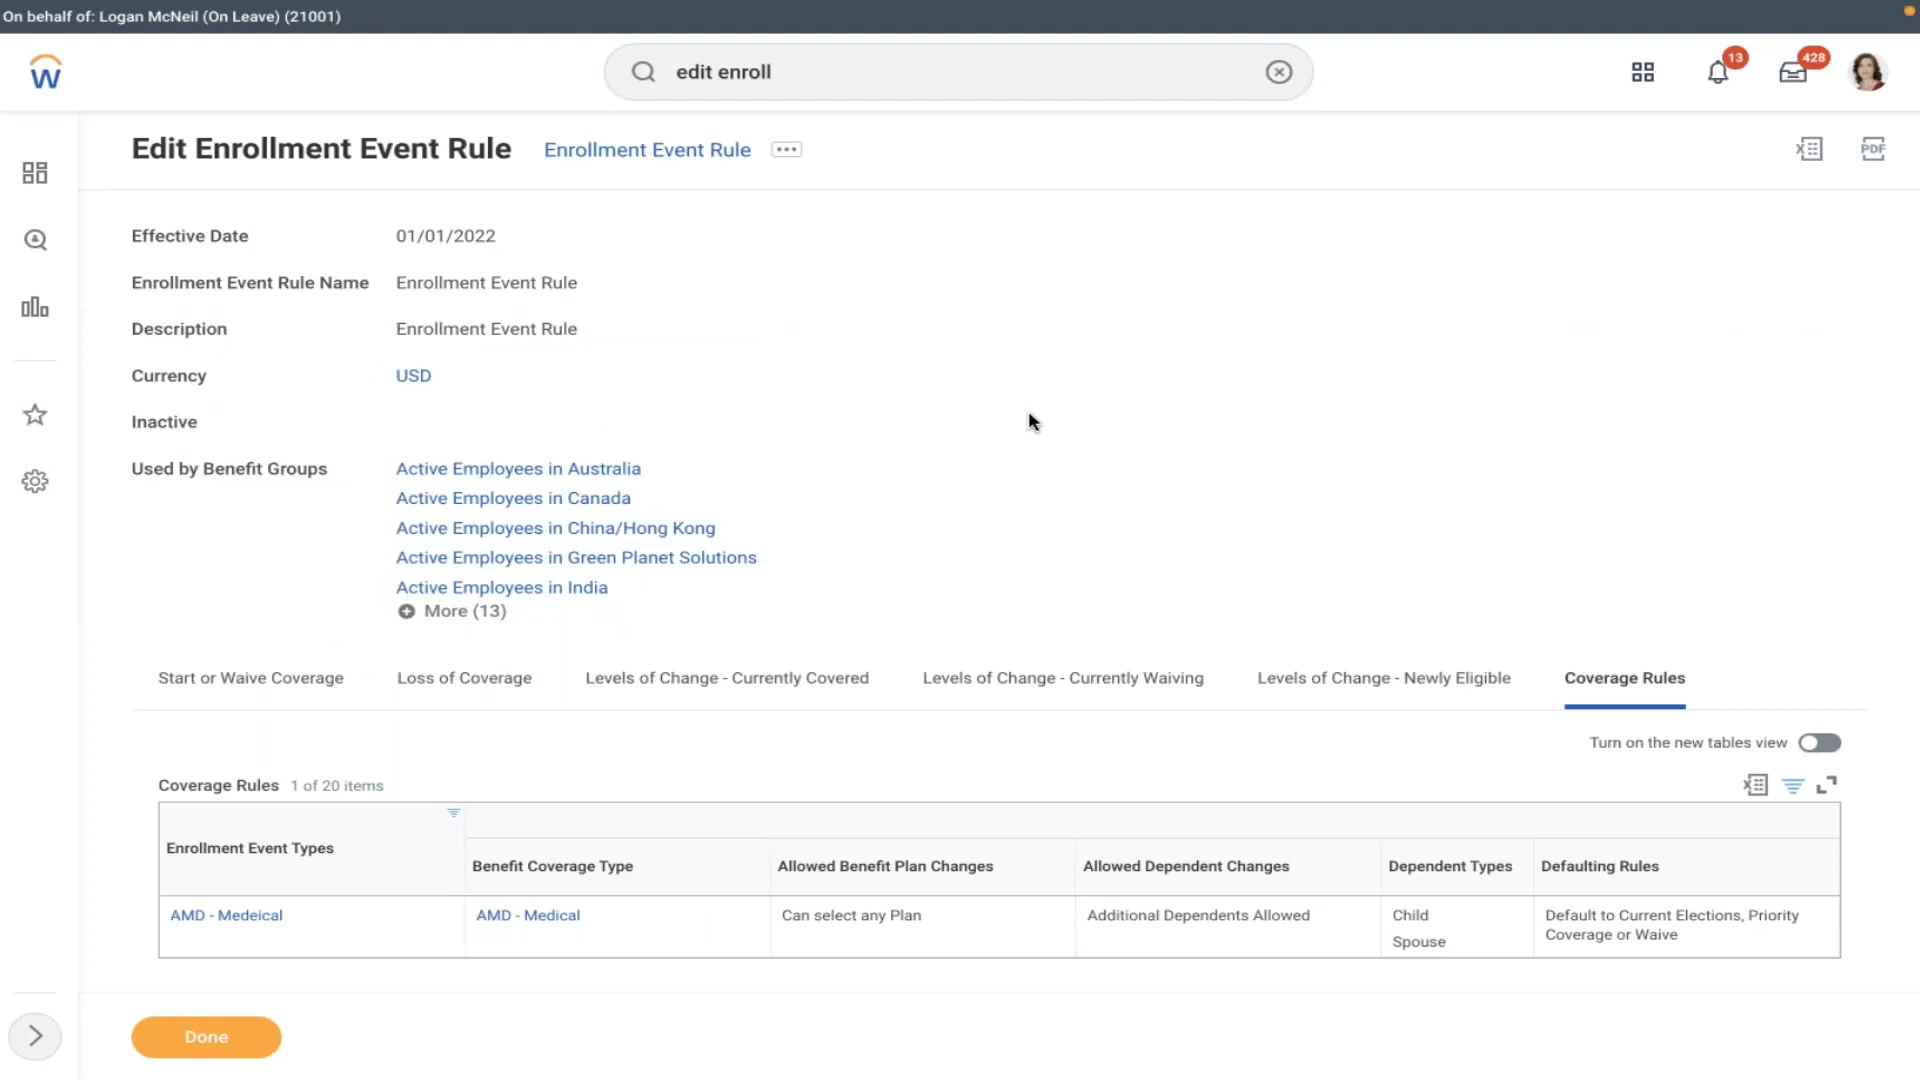 On behalf of: Logan McNeil (On Leave) (21001)
W
edit enroll
13
428
Edit Enrollment Event Rule
Enrollment Event Rule
X
PDF
Effective Date
01/01/2022
Enrollment Event Rule Name
Enrollment Event Rule
Description
Enrollment Event Rule
Currency
USD
Inactive
Used by Benefit Groups
Active Employees in Australia
Active Employees in Canada
Active Employees in China/Hong Kong
Active Employees in Green Planet Solutions
Active Employees in India
More (13)
Start or Waive Coverage
Loss of Coverage
Levels of Change - Currently Covered
Levels of Change - Currently Waiving
Levels of Change - Newly Eligible
Coverage Rules
Turn on the new tables view
Coverage Rules 1 of 20 items
X
Enrollment Event Types
Benefit Coverage Type
Allowed Benefit Plan Changes
Allowed Dependent Changes
Dependent Types
Defaulting Rules
AMD - Medeical
AMD - Medical
Can select any Plan
Additional Dependents Allowed
Child
Spouse
Default to Current Elections, Priority
Coverage or Waive
Done